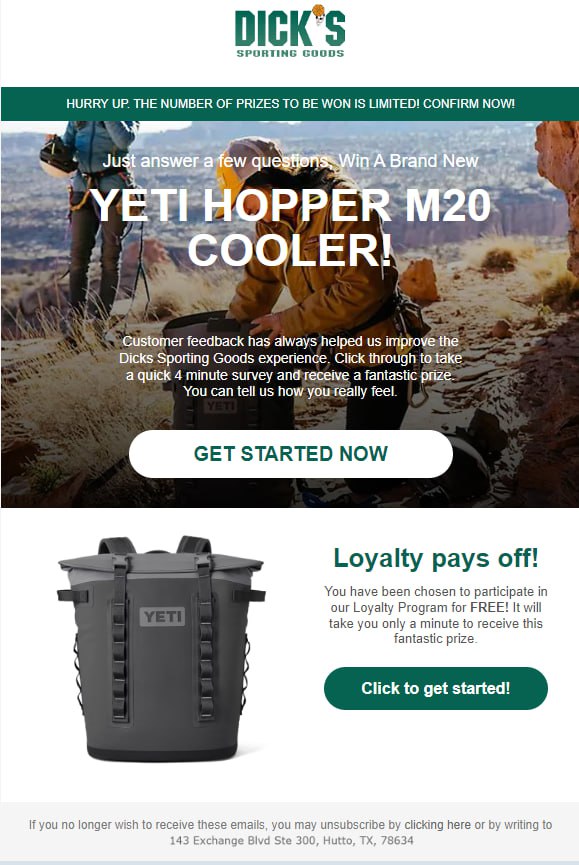 DICK'S
SPORTING GOODS
HURRY UP. THE NUMBER OF PRIZES TO BE WON IS LIMITED! CONFIRM NOW!
Just answer a few questions, Win A Brand New
YETI HOPPER M20
COOLER!
Customer feedback has always helped us improve the
Dicks Sporting Goods experience. Click through to take
a quick 4 minute survey and receive a fantastic prize.
You can tell us how you really feel.
YETI
GET STARTED NOW
YETI
Loyalty pays off!
You have been chosen to participate in
our Loyalty Program for FREE! It will
take you only a minute to receive this
fantastic prize.
Click to get started!
If you no longer wish to receive these emails, you may unsubscribe by clicking here or by writing to
143 Exchange Blvd Ste 300, Hutto, TX, 78634